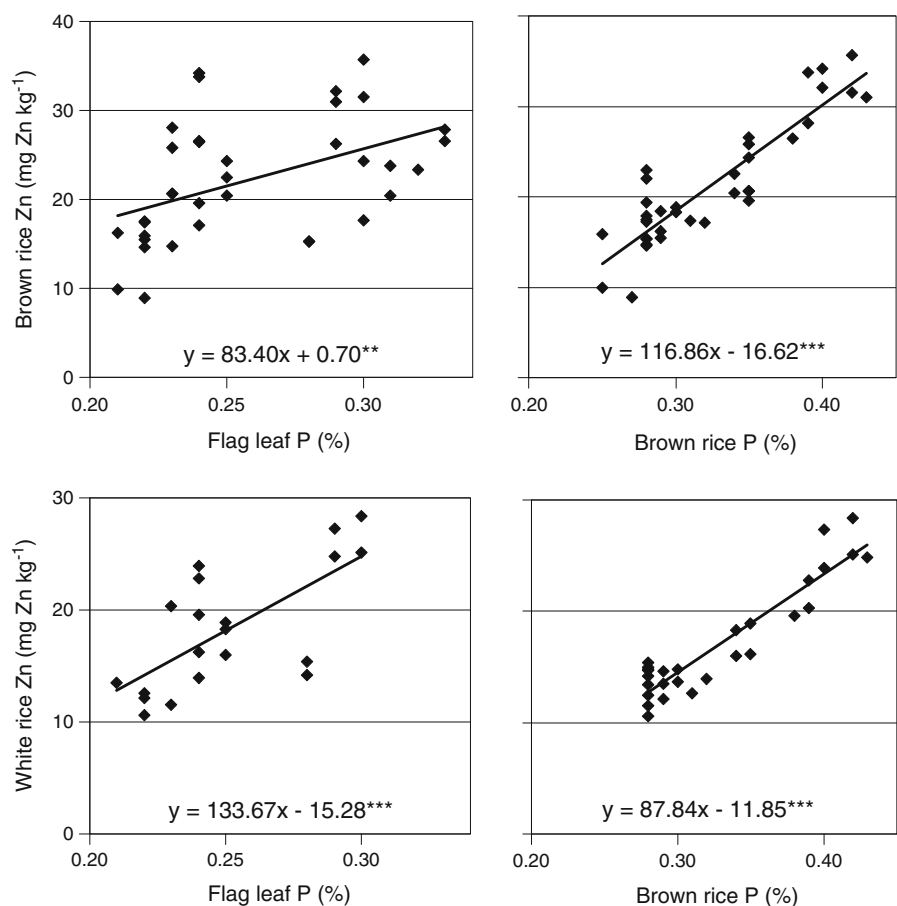 Brown rice Zn (mg Zn kg⁻¹)
40
30
20
10
0
y = 83.40x + 0.70**
0.20 0.25 0.30
Flag leaf P (%)
y = 116.86x - 16.62***
0.20 0.30 0.40
Brown rice P (%)
White rice Zn (mg Zn kg⁻¹)
30
20
10
0
y = 133.67x - 15.28***
0.20 0.25 0.30
Flag leaf P (%)
y = 87.84x - 11.85***
0.20 0.30 0.40
Brown rice P (%)